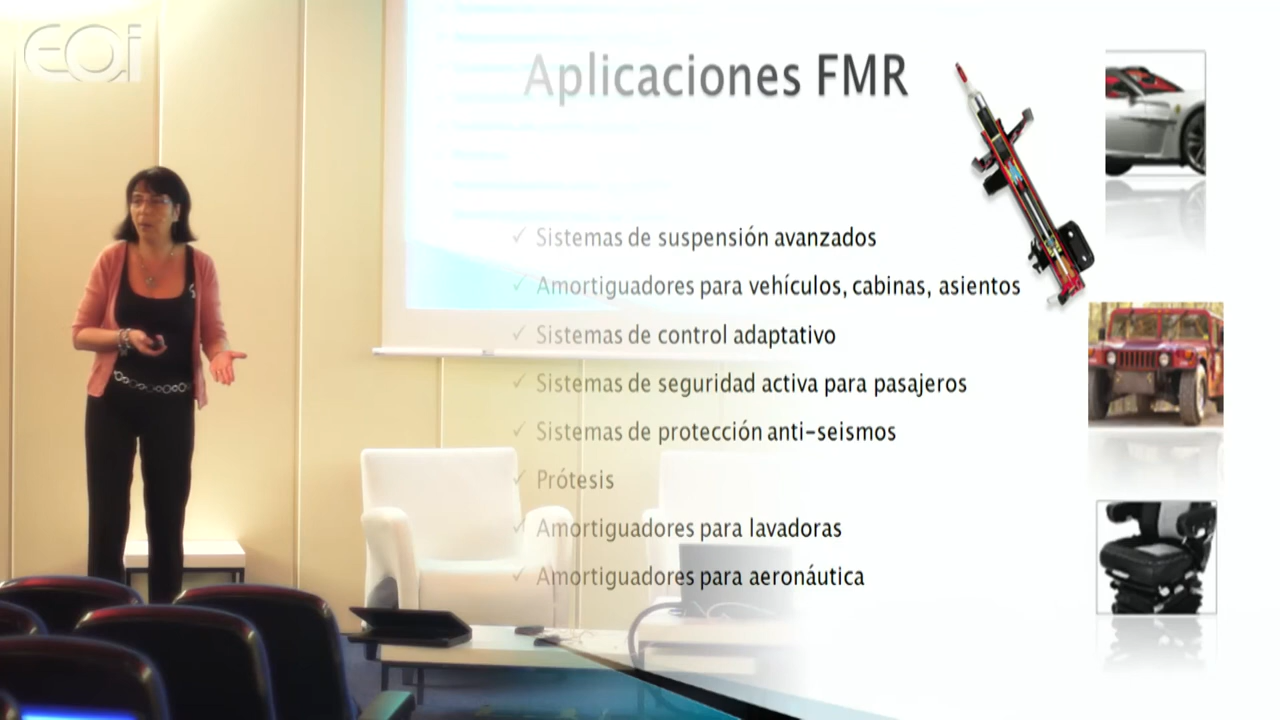 eoi
Aplicaciones FMR
✓ Sistemas de suspensión avanzados
✓ Amortiguadores para vehículos, cabinas, asientos
✓ Sistemas de control adaptativo
✓ Sistemas de seguridad activa para pasajeros
✓ Sistemas de protección anti-seismos
✓ Prótesis
✓ Amortiguadores para lavadoras
✓ Amortiguadores para aeronáutica